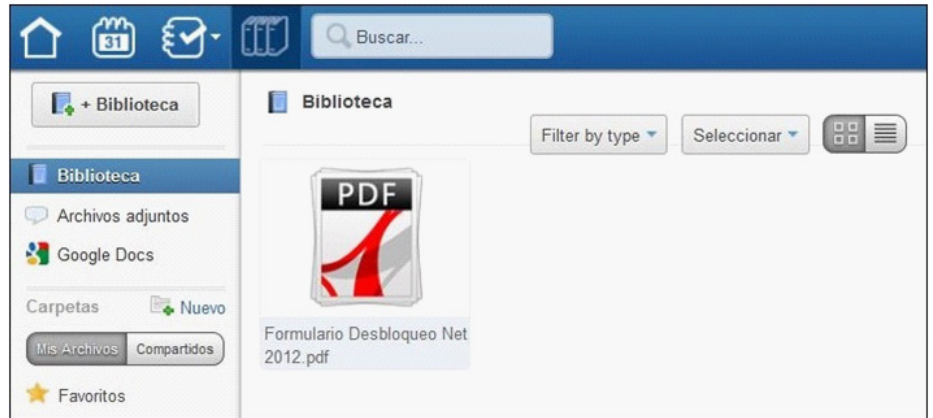 31
Buscar...
+ Biblioteca
Biblioteca
Filter by type
Seleccionar
Biblioteca
Archivos adjuntos
Google Docs
Carpetas
Nuevo
Mis Archivos
Compartidos
Favoritos
PDF
Formulario Desbloqueo Net
2012.pdf